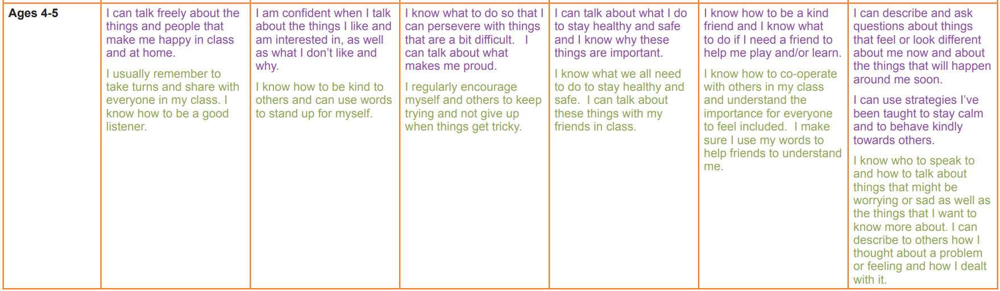 Ages 4-5
I can talk freely about the
things and people that
make me happy in class
and at home.
I usually remember to
take turns and share with
everyone in my class. I
know how to be a good
listener.
I am confident when I talk
about the things I like and
am interested in, as well
as what I don’t like and
why.
I know how to be kind to
others and can use words
to stand up for myself.
I know what to do so that I
can persevere with things
that are a bit difficult. I
can talk about what
makes me proud.
I regularly encourage
myself and others to keep
trying and not give up
when things get tricky.
I can talk about what I do
to stay healthy and safe
and I know why these
things are important.
I know what we all need
to do to stay healthy and
safe. I can talk about
these things with my
friends in class.
I know how to be a kind
friend and I know what
to do if I need a friend to
help me play and/or learn.
I know how to co-operate
with others in my class
and understand the
importance for everyone
to feel included. I make
sure I use my words to
help friends to understand
me.
I can describe and ask
questions about things
that feel or look different
about me now and about
the things that will happen
around me soon.
I can use strategies I’ve
been taught to stay calm
and to behave kindly
towards others.
I know who to speak to
and how to talk about
things that might be
worrying or sad as well as
the things that I want to
know more about. I can
describe to others how I
thought about a problem
or feeling and how I dealt
with it.